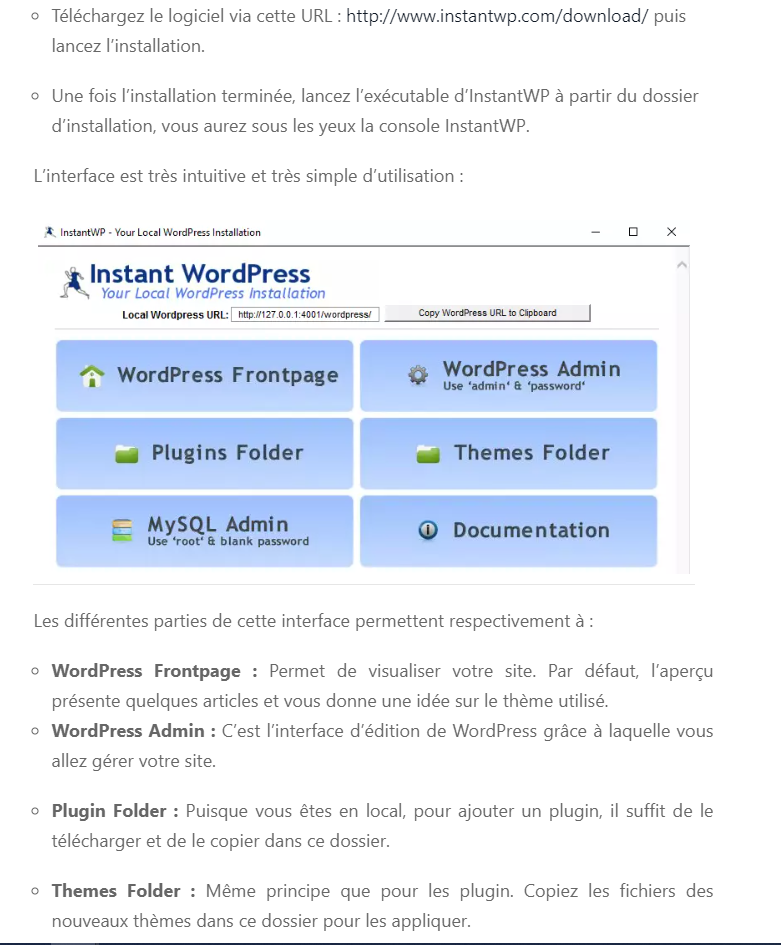 Téléchargez le logiciel via cette URL : http://www.instantwp.com/download/ puis
lancez l’installation.
Une fois l’installation terminée, lancez l’exécutable d’InstantWP à partir du dossier
d’installation, vous aurez sous les yeux la console InstantWP.
L’interface est très intuitive et très simple d’utilisation :
InstantWP - Your Local WordPress Installation
Instant WordPress
Your Local WordPress Installation
Local Wordpress URL: http://127.0.0.1:4001/wordpress/ Copy WordPress URL to Clipboard
WordPress Frontpage
WordPress Admin
Use 'admin' & 'password'
Plugins Folder
Themes Folder
MySQL Admin
Use 'root' & blank password
Documentation
Les différentes parties de cette interface permettent respectivement à :
WordPress Frontpage : Permet de visualiser votre site. Par défaut, l’aperçu
présente quelques articles et vous donne une idée sur le thème utilisé.
WordPress Admin : C’est l’interface d’édition de WordPress grâce à laquelle vous
allez gérer votre site.
Plugin Folder : Puisque vous êtes en local, pour ajouter un plugin, il suffit de le
télécharger et de le copier dans ce dossier.
Themes Folder : Même principe que pour les plugin. Copiez les fichiers des
nouveaux thèmes dans ce dossier pour les appliquer.